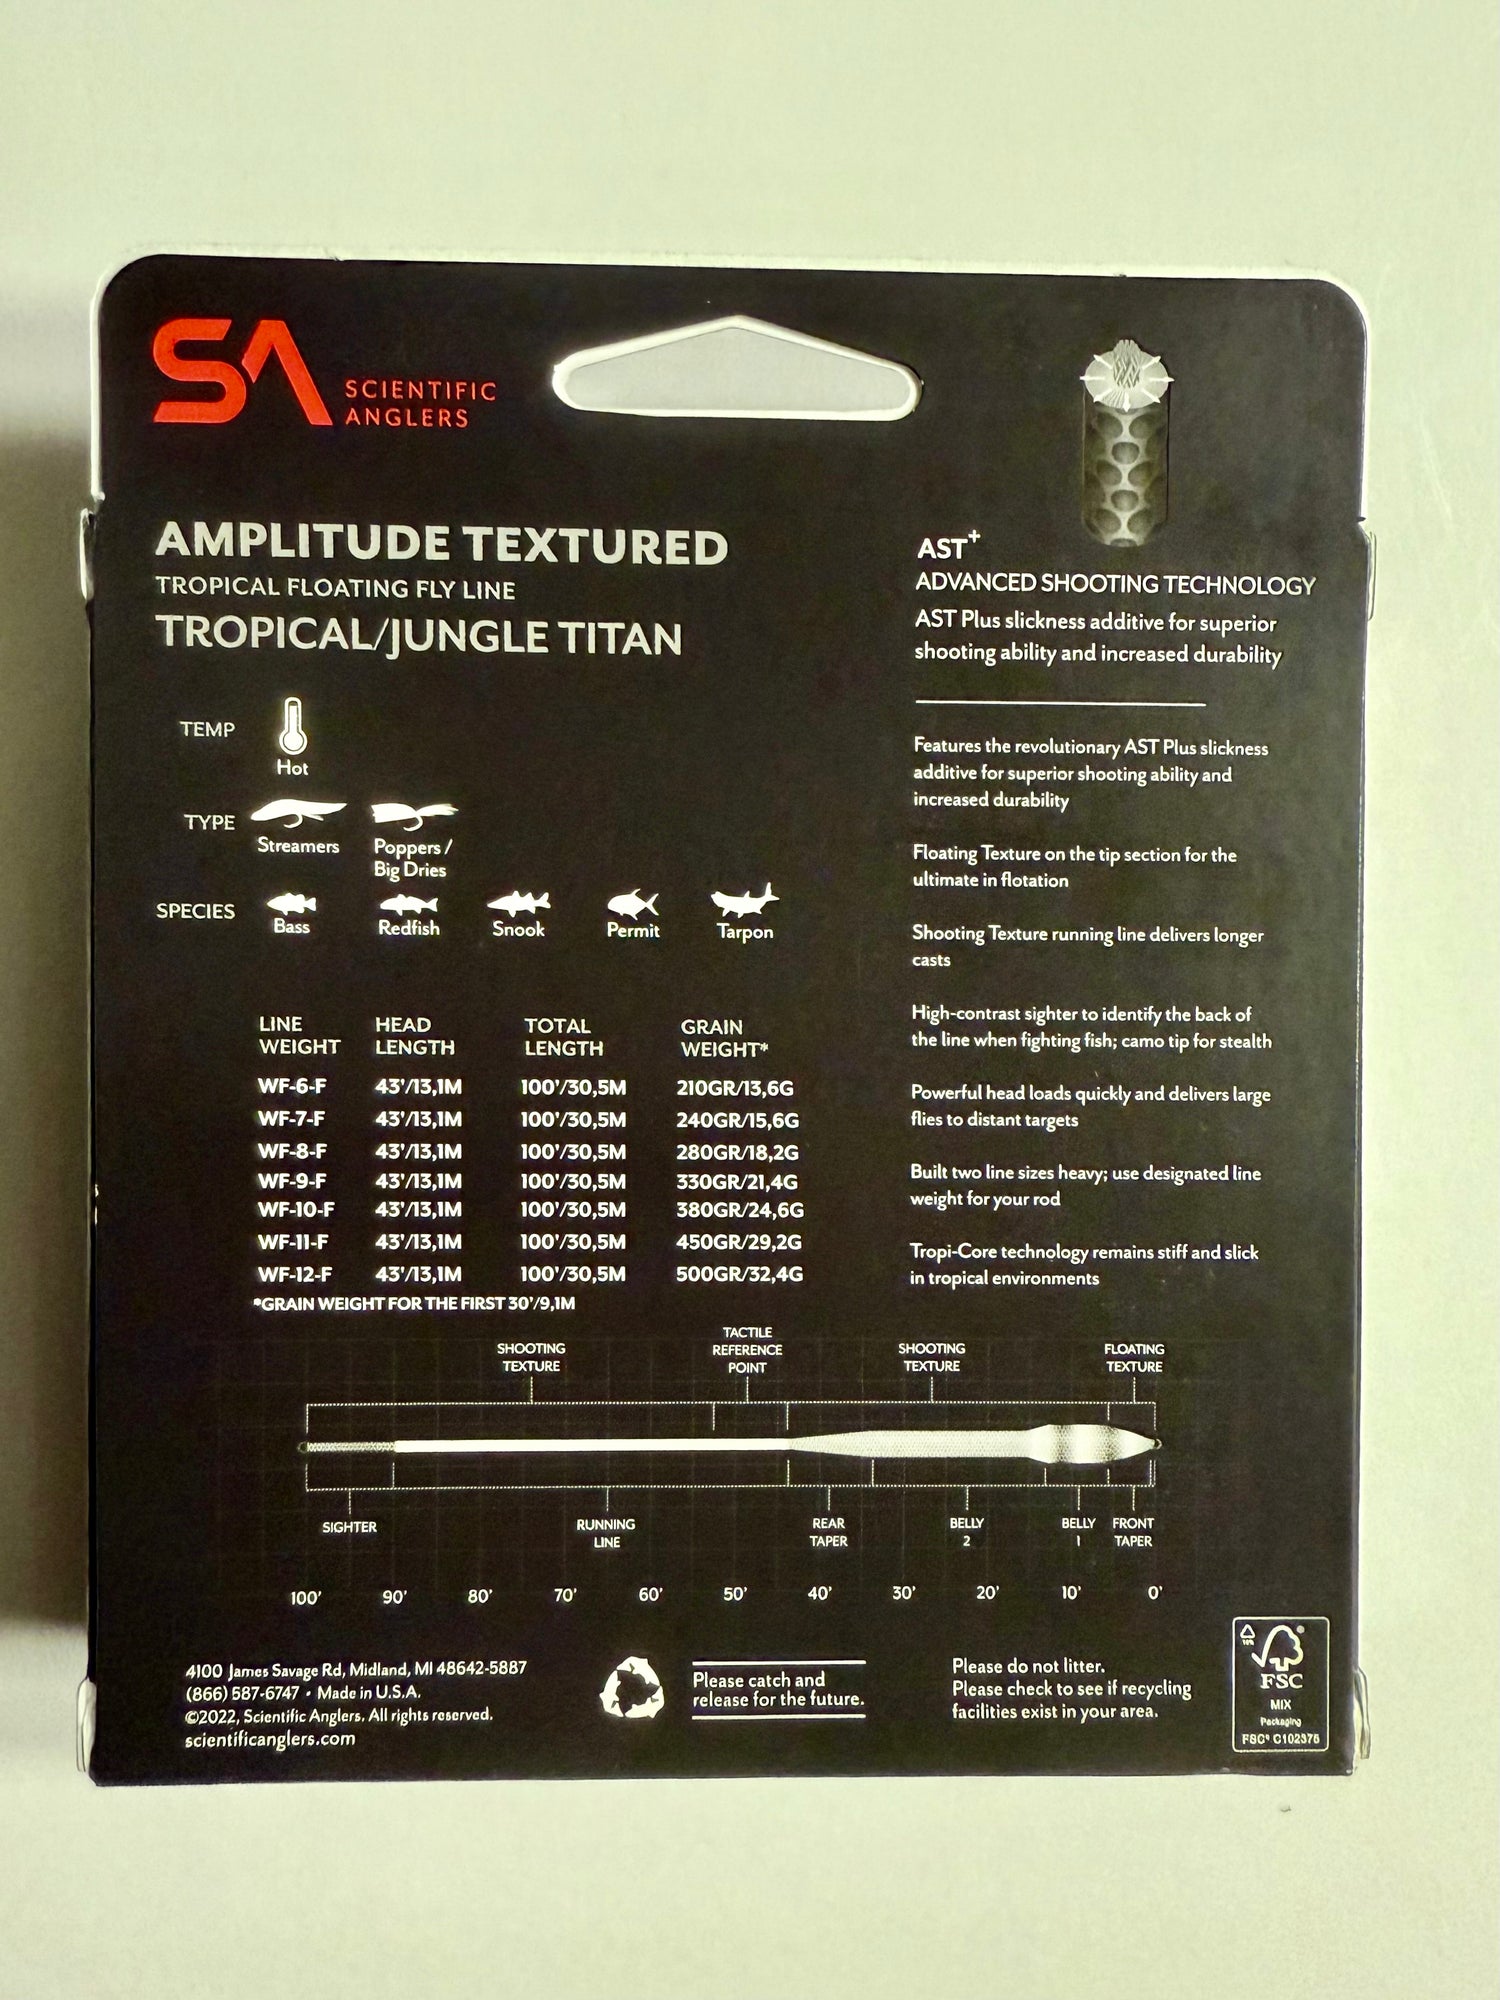 SA SCIENTIFIC
ANGLERS
AMPLITUDE TEXTURED
TROPICAL FLOATING FLY LINE
TROPICAL/JUNGLE TITAN
TEMP
Hot
TYPE
Streamers
Poppers /
Big Dries
SPECIES
Bass
Redfish
Snook
Permit
Tarpon
AST+
ADVANCED SHOOTING TECHNOLOGY
AST Plus slickness additive for superior
shooting ability and increased durability
Features the revolutionary AST Plus slickness
additive for superior shooting ability and
increased durability
Floating Texture on the tip section for the
ultimate in flotation
Shooting Texture running line delivers longer
casts
High-contrast sighter to identify the back of
the line when fighting fish; camo tip for stealth
Powerful head loads quickly and delivers large
flies to distant targets
Built two line sizes heavy; use designated line
weight for your rod
Tropi-Core technology remains stiff and slick
in tropical environments
LINE HEAD TOTAL GRAIN
WEIGHT LENGTH LENGTH WEIGHT*
WF-6-F 43'/13,1M 100'/30,5M 210GR/13,6G
WF-7-F 43'/13,1M 100'/30,5M 240GR/15,6G
WF-8-F 43'/13,1M 100'/30,5M 280GR/18,2G
WF-9-F 43'/13,1M 100'/30,5M 330GR/21,4G
WF-10-F 43'/13,1M 100'/30,5M 380GR/24,6G
WF-11-F 43'/13,1M 100'/30,5M 450GR/29,2G
WF-12-F 43'/13,1M 100'/30,5M 500GR/32,4G
*GRAIN WEIGHT FOR THE FIRST 30'/9,1M
SHOOTING
TEXTURE
TACTILE
REFERENCE
POINT
SHOOTING
TEXTURE
FLOATING
TEXTURE
SIGHTER
RUNNING
LINE
REAR
TAPER
BELLY
2
BELLY
1
FRONT
TAPER
100' 90' 80' 70' 60' 50' 40' 30' 20' 10' 0'
4100 James Savage Rd, Midland, MI 48642-5887
(866) 587-6747 • Made in U.S.A.
©2022, Scientific Anglers. All rights reserved.
scientificanglers.com
Please catch and
release for the future.
Please do not litter.
Please check to see if recycling
facilities exist in your area.
®
FSC
MIX
Packaging
FSC® C102375